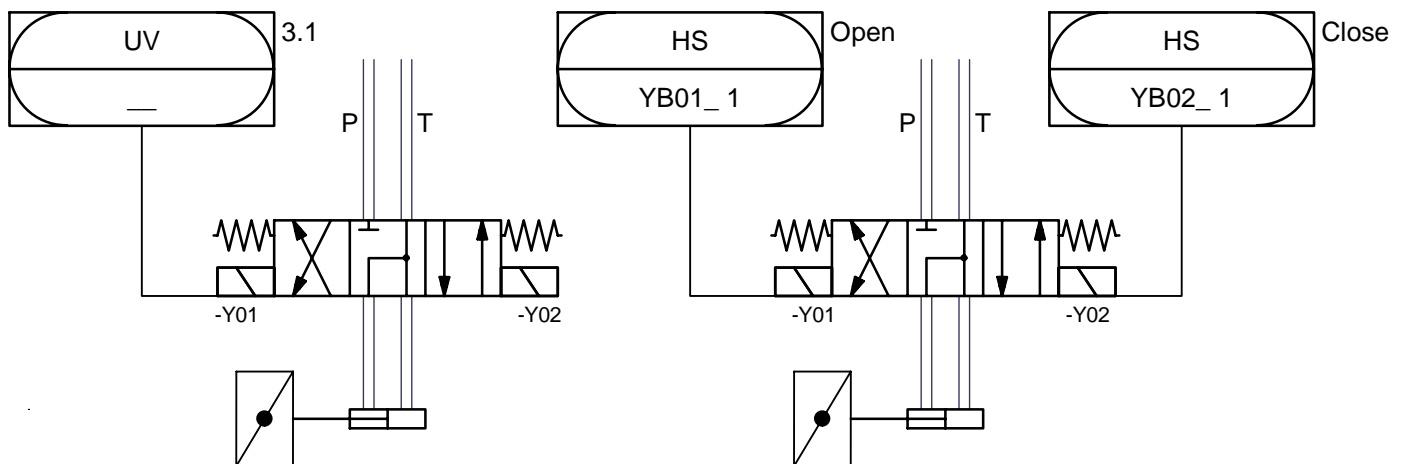 UV
3.1
__
HS
Open
YB01_ 1
HS
Close
YB02_ 1
P
T
P
T
-Y01
-Y02
-Y01
-Y02